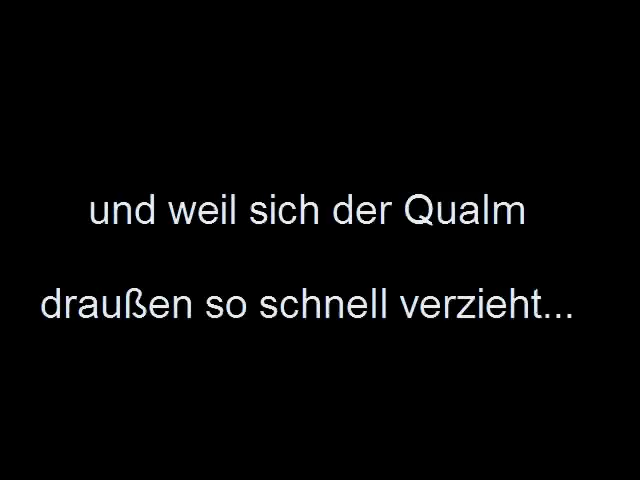 und weil sich der Qualm
draußen so schnell verzieht...